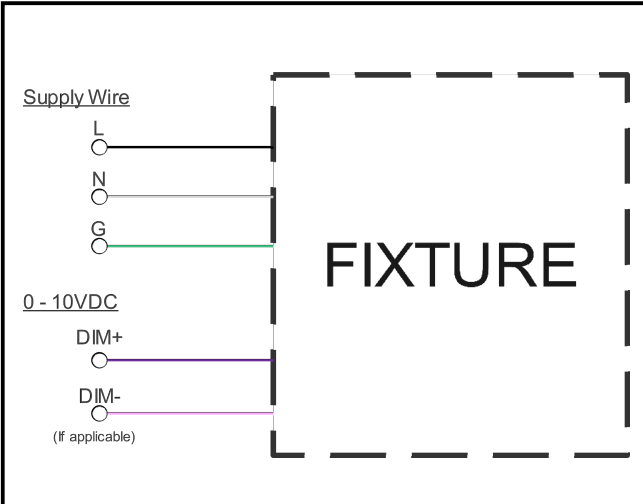 Supply Wire
L
N
G
FIXTURE
0 - 10VDC
DIM+
DIM-
(If applicable)